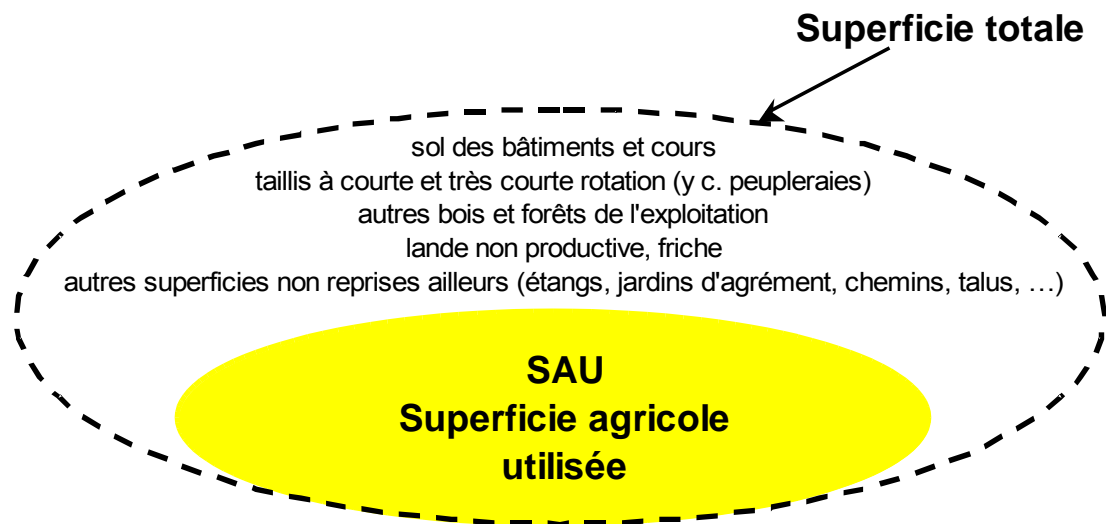 Superficie totale
sol des bâtiments et cours
taillis à courte et très courte rotation (y c. peupleraies)
autres bois et forêts de l'exploitation
lande non productive, friche
autres superficies non reprises ailleurs (étangs, jardins d'agrément, chemins, talus, …)
SAU
Superficie agricole
utilisée